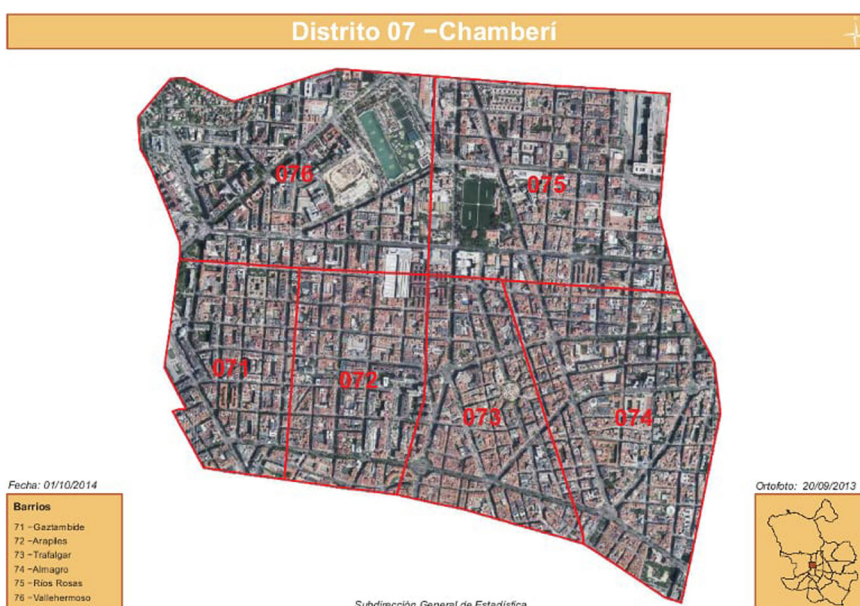 Distrito 07 −Chamberí
076
075
071
072
073
074
Fecha: 01/10/2014
Ortofoto: 20/09/2013
Barrios
71 −Gaztambide
72 −Arapiles
73 −Trafalgar
74 −Almagro
75 −Ríos Rosas
76 −Vallehermoso
Subdirección General de Estadística